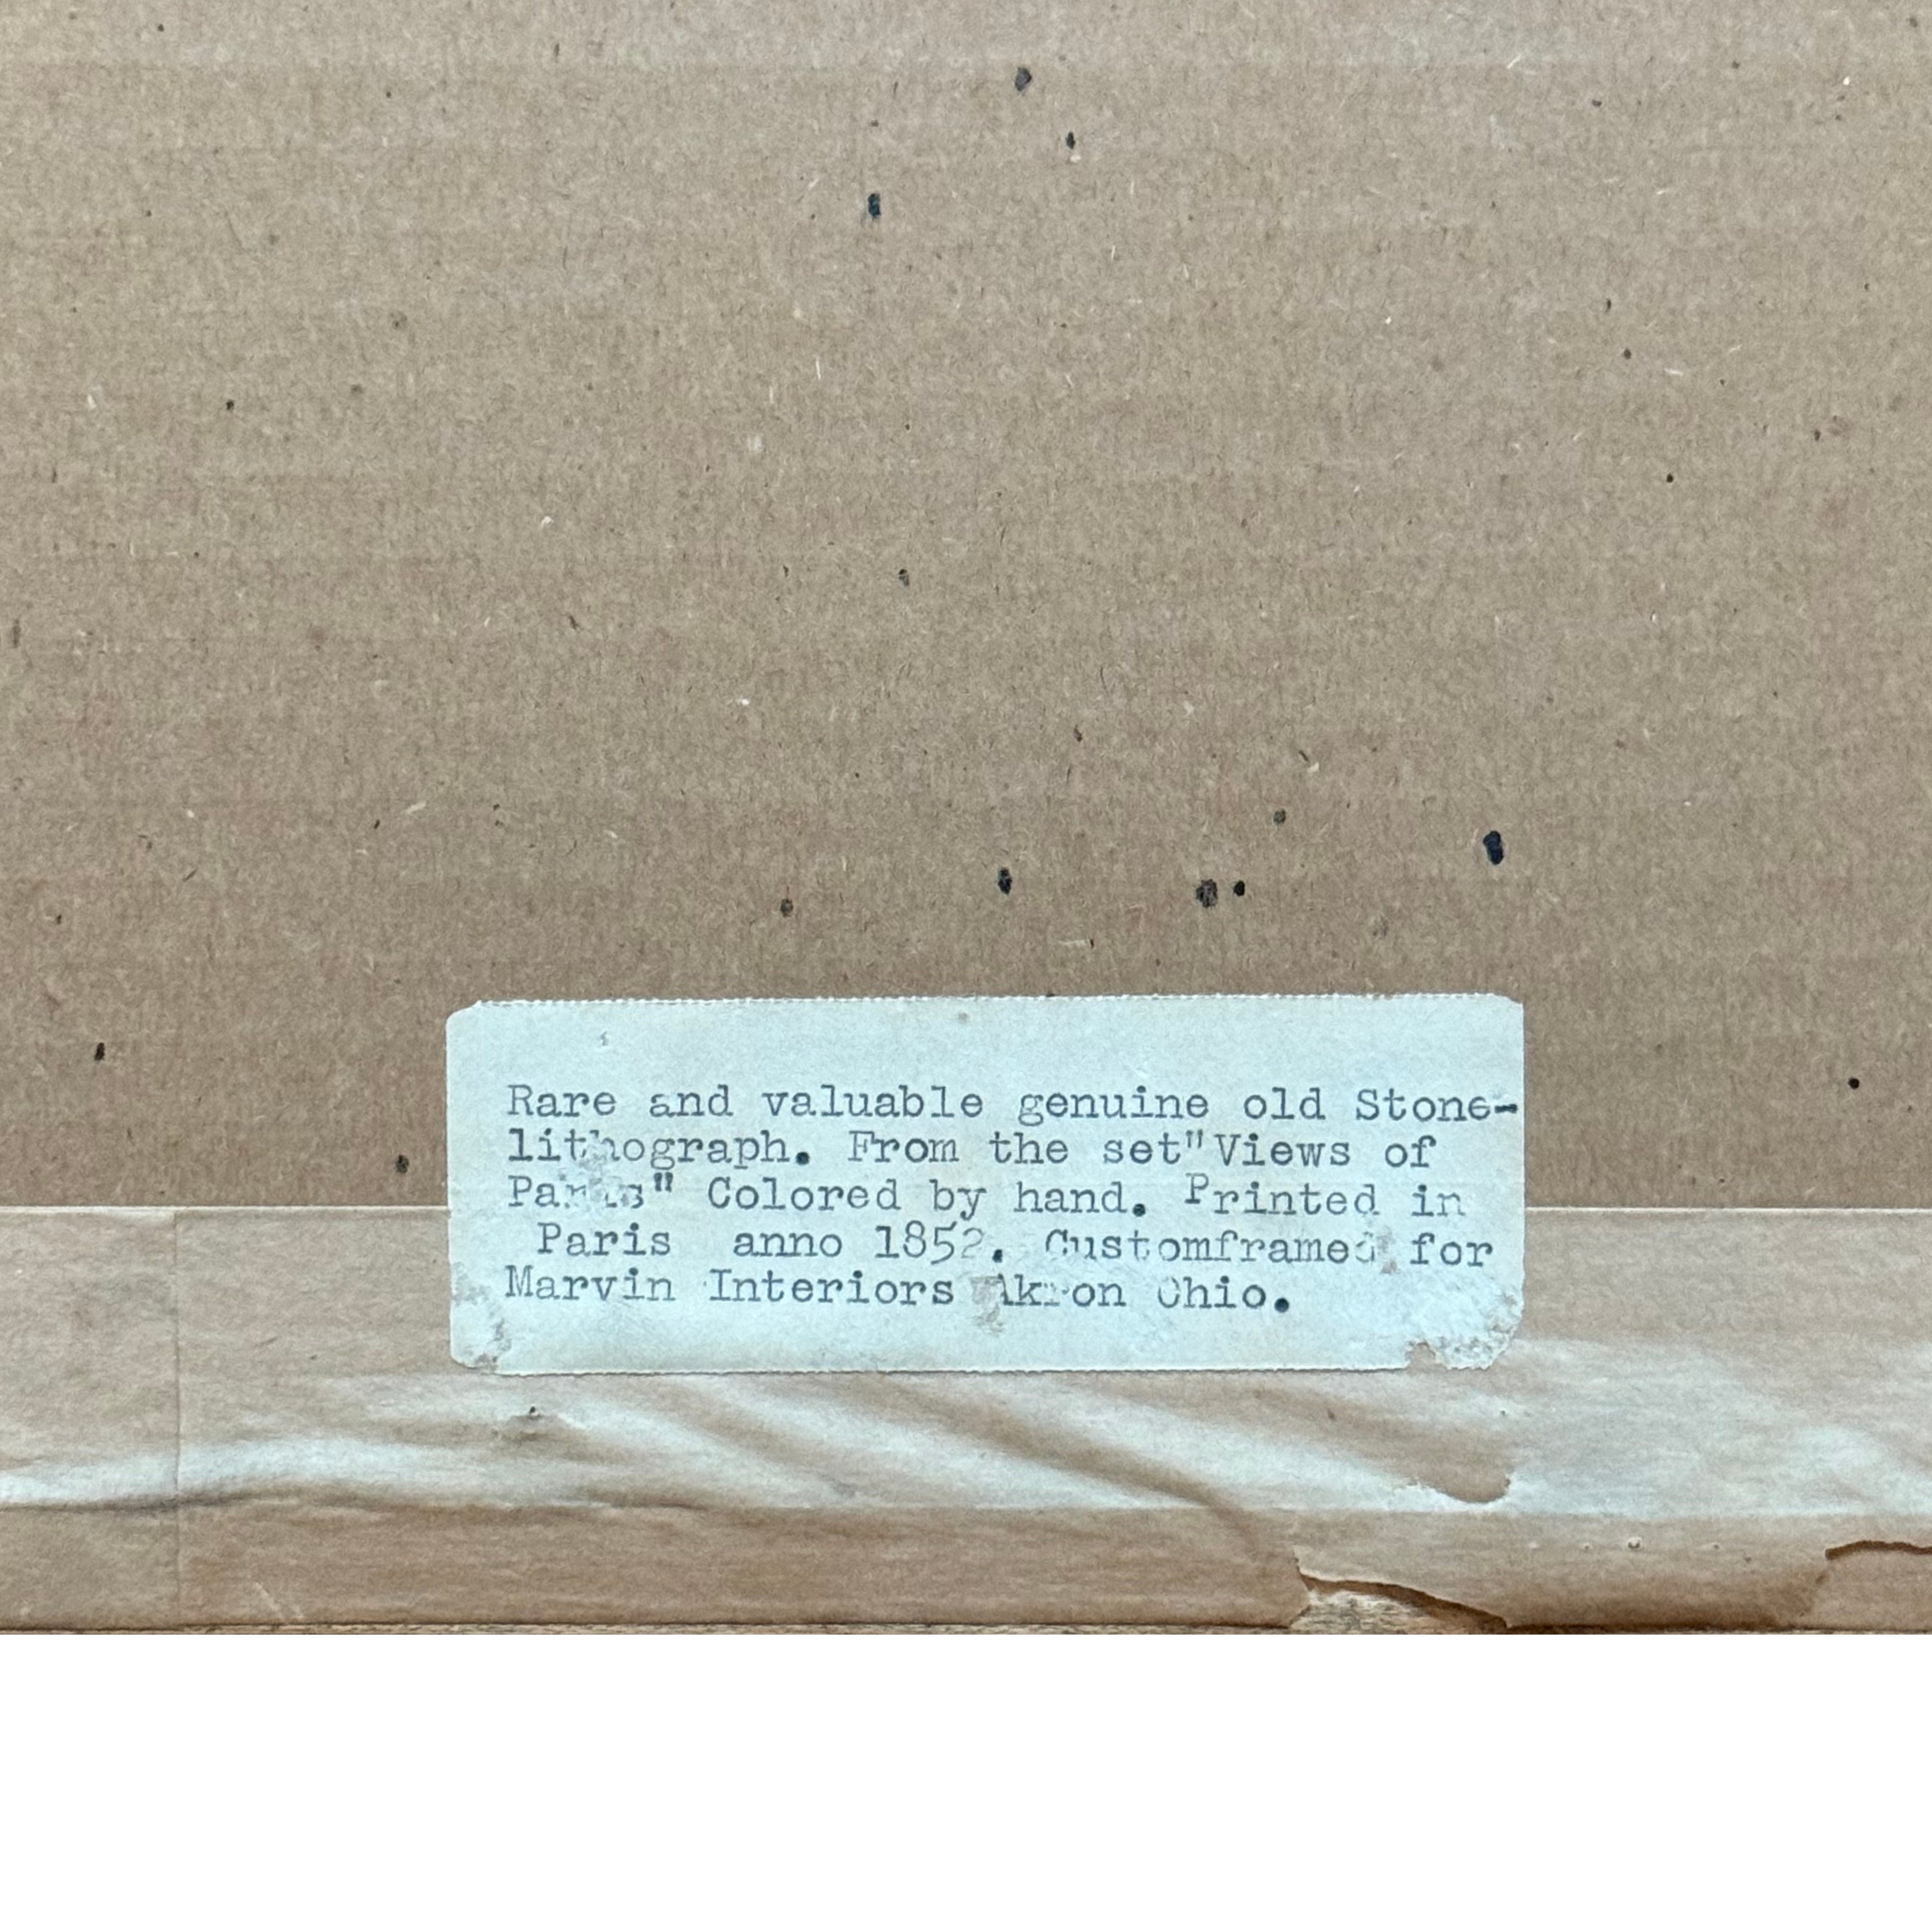 Rare and valuable genuine old Stone-
lithograph. From the set"Views of
Paris" Colored by hand. Printed in
Paris anno 1852. Customframed for
Marvin Interiors Akron Ohio.